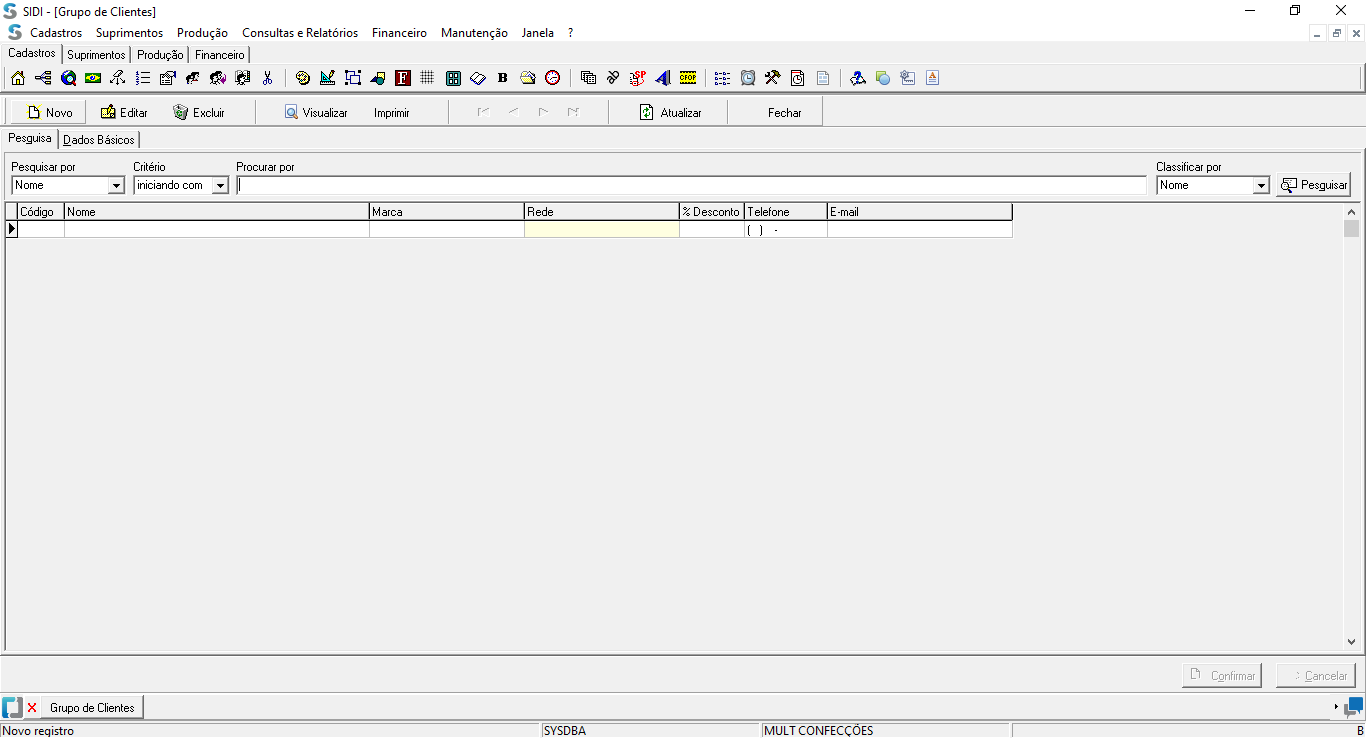 SIDI - [Grupo de Clientes]
Cadastros Suprimentos Produção Consultas e Relatórios Financeiro Manutenção Janela ?
Cadastros Suprimentos Produção Financeiro
F B SP CFOP A
Novo Editar Excluir Visualizar Imprimir Atualizar Fechar
Pesquisa Dados Básicos
Pesquisar por Critério Procurar por Classificar por
Nome iniciando com Nome Pesquisar
Código Nome Marca Rede % Desconto Telefone E-mail
( ) -
Confirmar Cancelar
Grupo de Clientes
Novo registro SYSDBA MULT CONFECÇÕES B